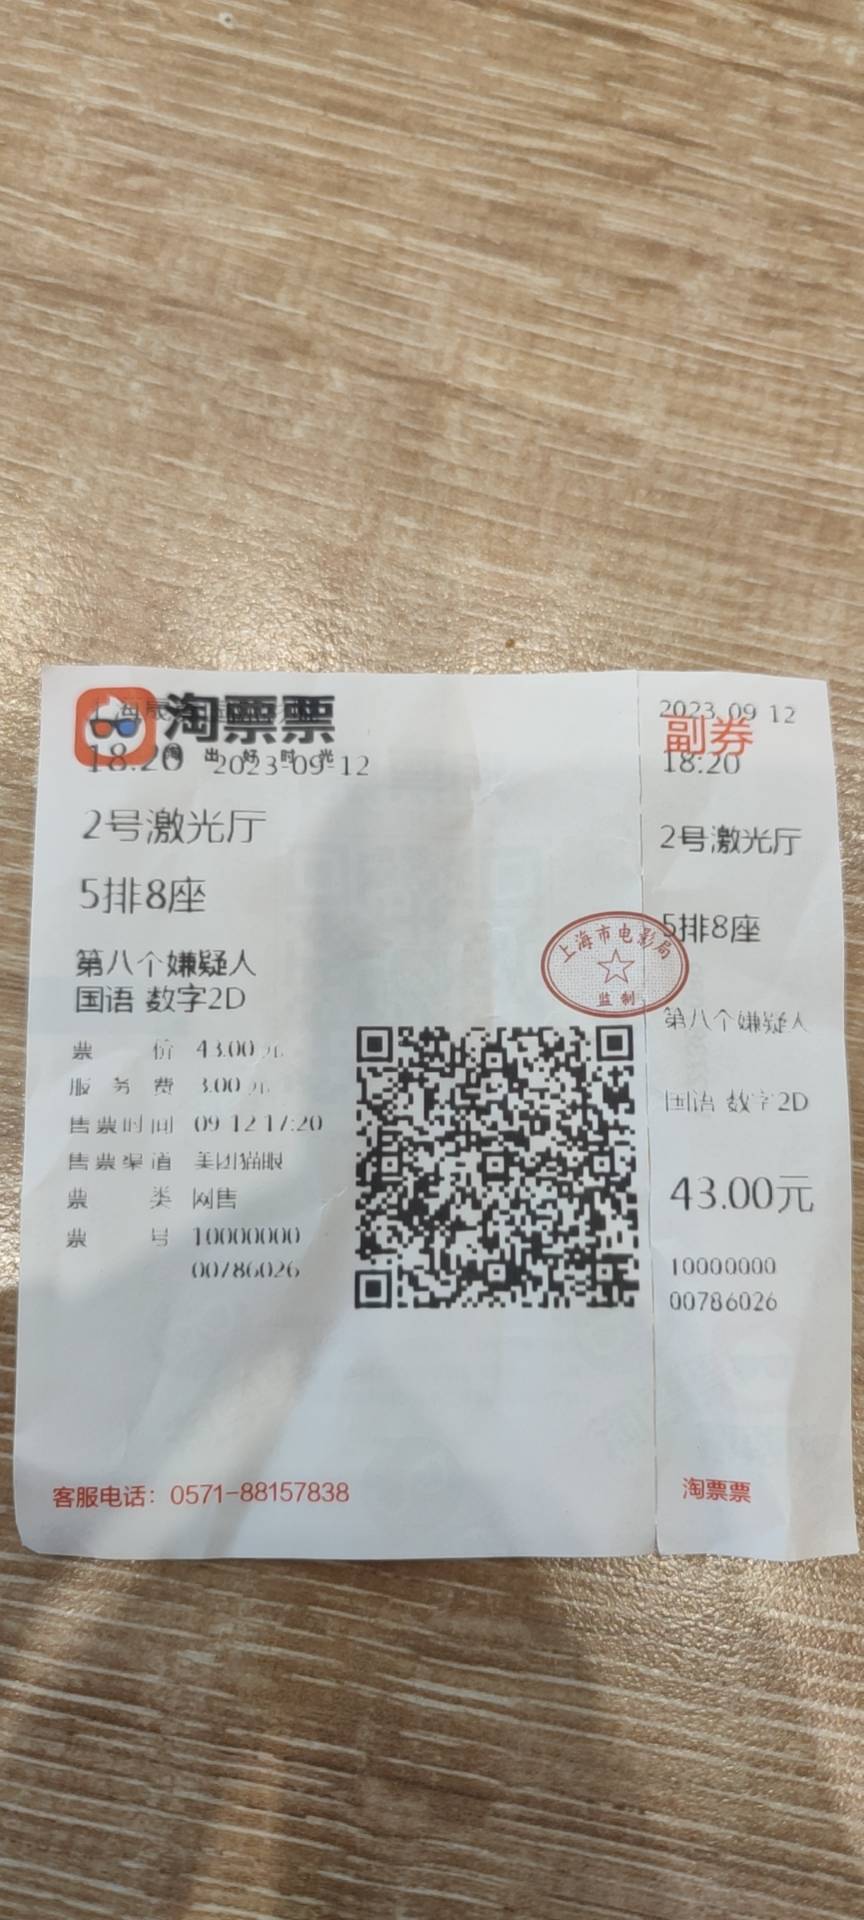 淘票票
淘出好时光
18:20 2023-09-12
2号激光厅
5排8座
第八个嫌疑人
国语 数字2D
票价 43.00元
服务费 3.00元
售票时间 09-12 17:20
售票渠道 美团猫眼
票类 网售
票号 10000000
00786026
客服电话：0571-88157838
上海市电影局
监制
2023-09-12
副券
18:20
2号激光厅
5排8座
第八个嫌疑人
国语 数字2D
43.00元
10000000
00786026
淘票票